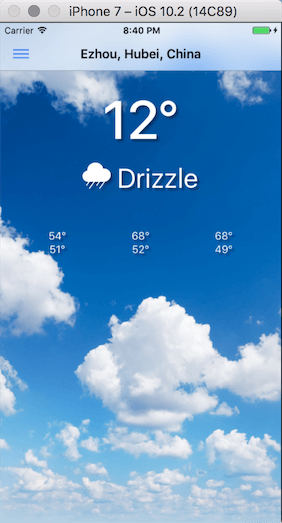 iPhone 7 – iOS 10.2 (14C89)
Carrier 8:40 PM
Ezhou, Hubei, China
12°
Drizzle
54° 68° 68°
51° 52° 49°